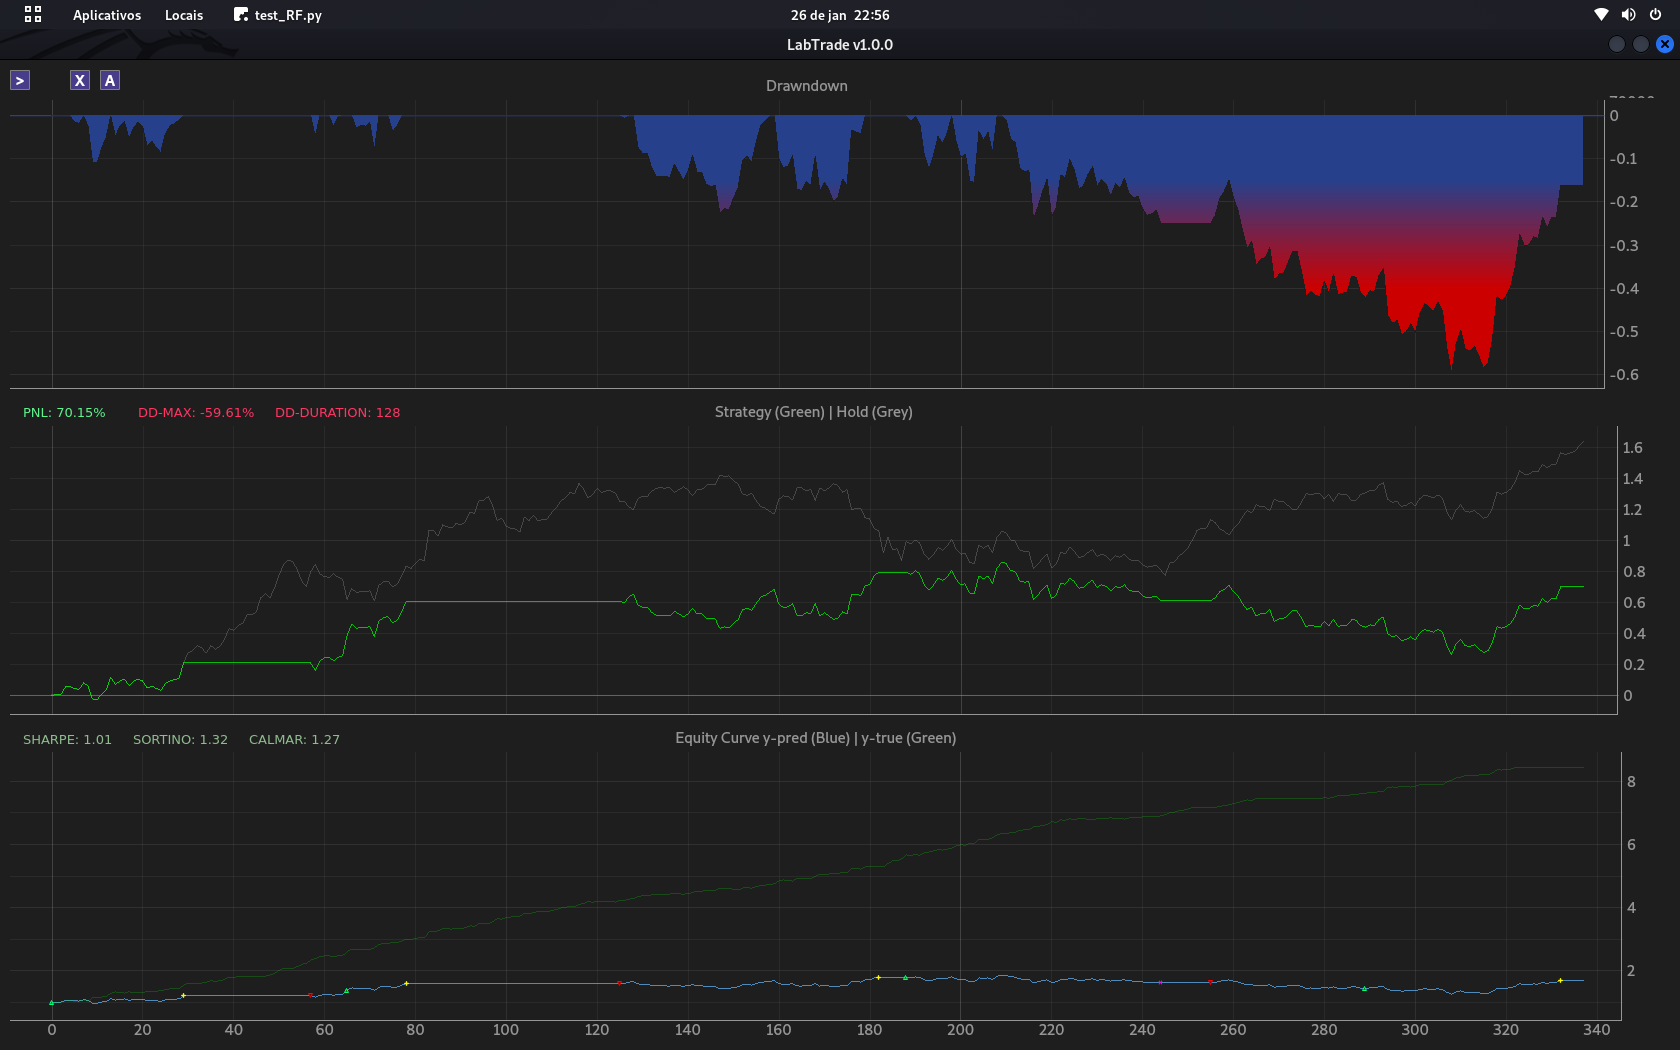 Aplicativos Locais test_RF.py 26 de jan 22:56
LabTrade v1.0.0
> X A
Drawndown
0
-0.1
-0.2
-0.3
-0.4
-0.5
-0.6
PNL: 70.15% DD-MAX: -59.61% DD-DURATION: 128 Strategy (Green) | Hold (Grey)
1.6
1.4
1.2
1
0.8
0.6
0.4
0.2
0
SHARPE: 1.01 SORTINO: 1.32 CALMAR: 1.27 Equity Curve y-pred (Blue) | y-true (Green)
8
6
4
2
0 20 40 60 80 100 120 140 160 180 200 220 240 260 280 300 320 340